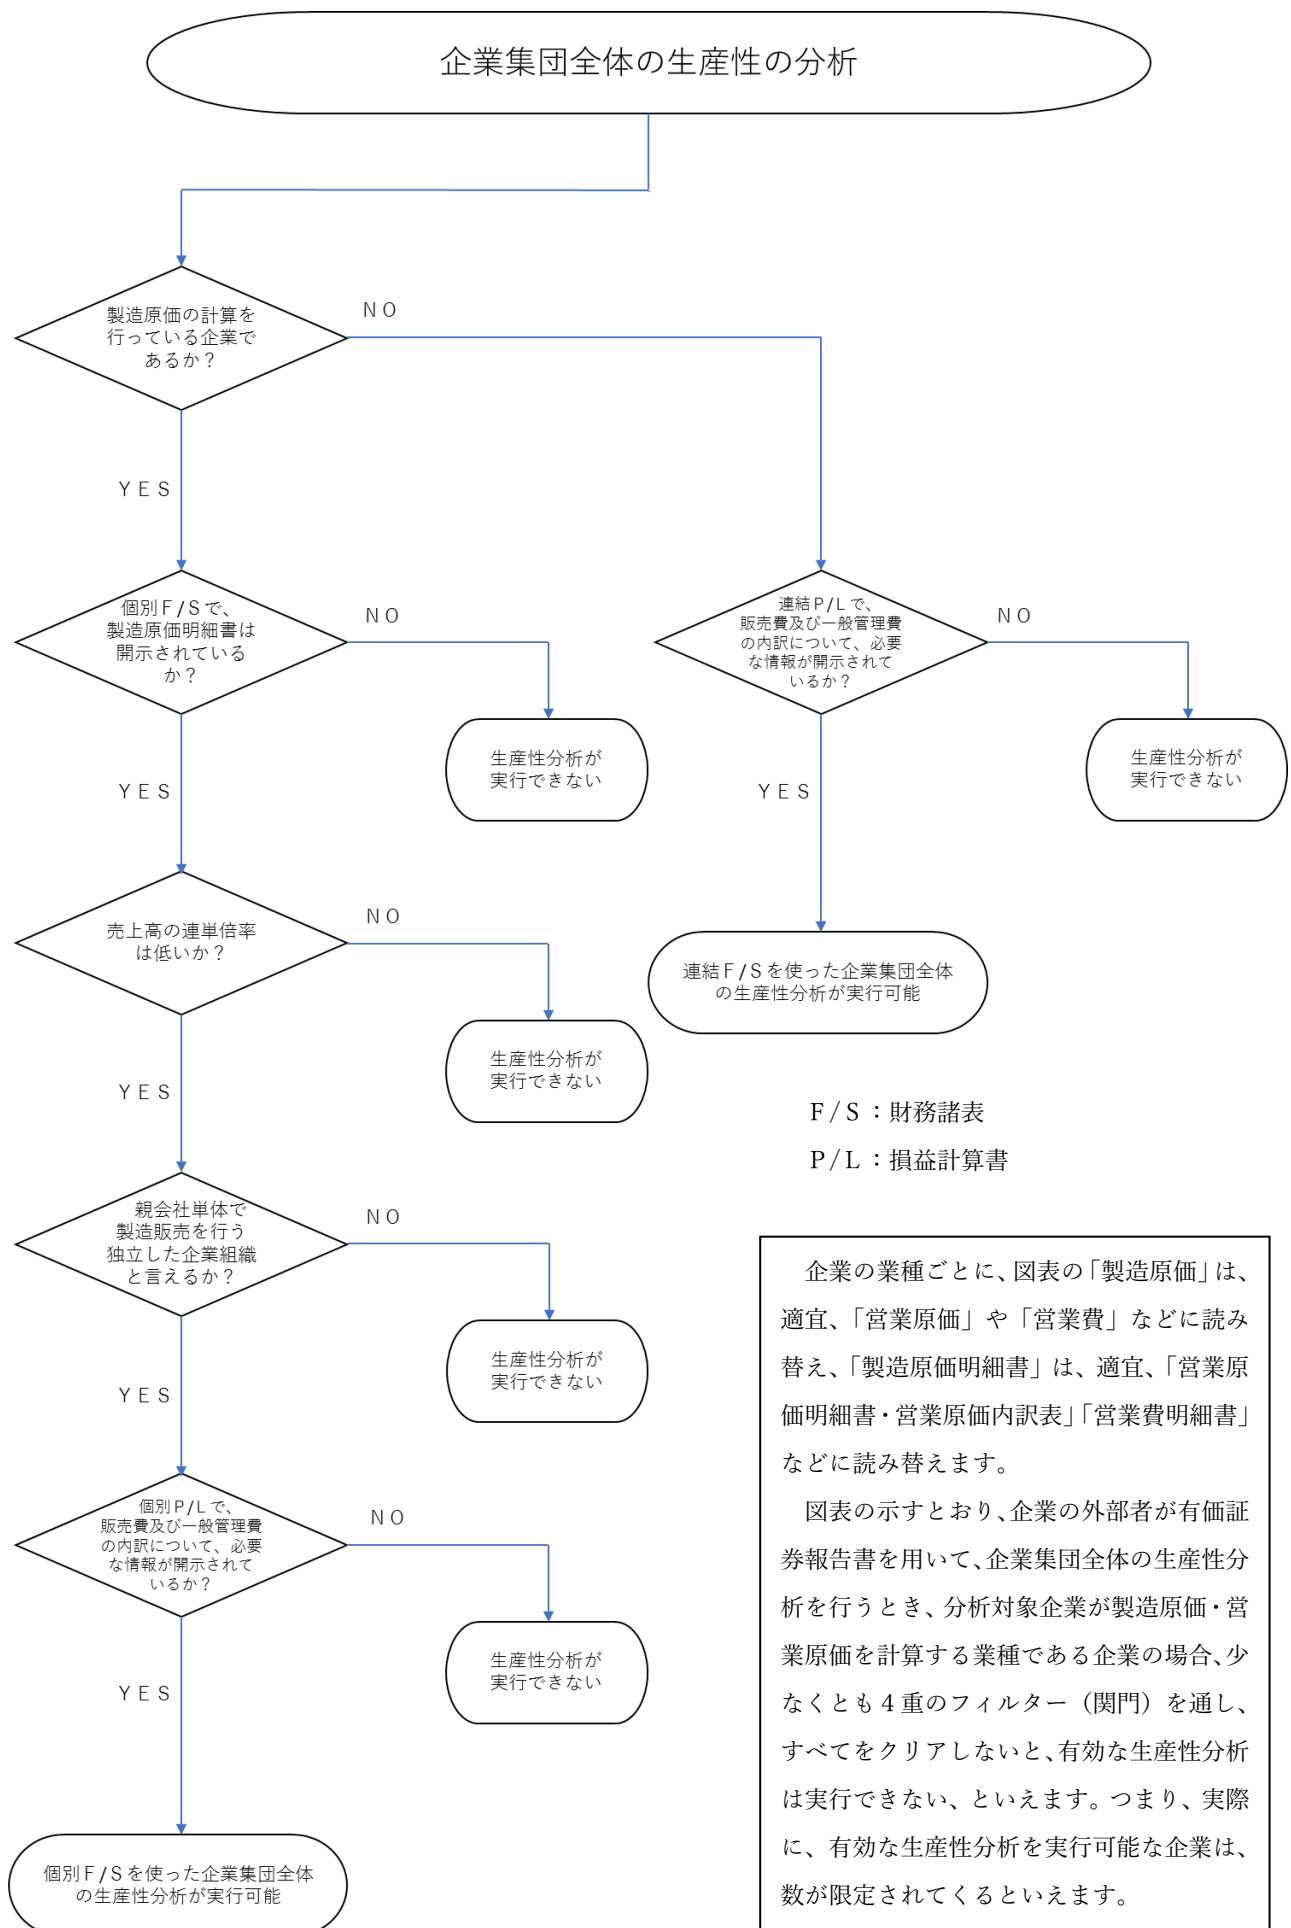 企業集団全体の生産性の分析
製造原価の計算を
行っている企業で
あるか？
ＮＯ
ＹＥＳ
個別Ｆ/Ｓで、
製造原価明細書は
開示されている
か？
ＮＯ
生産性分析が
実行できない
ＹＥＳ
連結Ｐ/Ｌで、
販売費及び一般管理費
の内訳について、必要
な情報が開示されて
いるか？
ＮＯ
生産性分析が
実行できない
ＹＥＳ
連結Ｆ/Ｓを使った企業集団全体
の生産性分析が実行可能
売上高の連単倍率
は低いか？
ＮＯ
生産性分析が
実行できない
ＹＥＳ
親会社単体で
製造販売を行う
独立した企業組織
と言えるか？
ＮＯ
生産性分析が
実行できない
ＹＥＳ
個別Ｐ/Ｌで、
販売費及び一般管理費
の内訳について、必要
な情報が開示されて
いるか？
ＮＯ
生産性分析が
実行できない
ＹＥＳ
個別Ｆ/Ｓを使った企業集団全体
の生産性分析が実行可能
Ｆ/Ｓ：財務諸表
Ｐ/Ｌ：損益計算書
企業の業種ごとに、図表の「製造原価」は、
適宜、「営業原価」や「営業費」などに読み
替え、「製造原価明細書」は、適宜、「営業原
価明細書・営業原価内訳表」「営業費明細書」
などに読み替えます。
図表の示すとおり、企業の外部者が有価証
券報告書を用いて、企業集団全体の生産性分
析を行うとき、分析対象企業が製造原価・営
業原価を計算する業種である企業の場合、少
なくとも４重のフィルター（関門）を通し、
すべてをクリアしないと、有効な生産性分析
は実行できない、といえます。つまり、実際
に、有効な生産性分析を実行可能な企業は、
数が限定されてくるといえます。